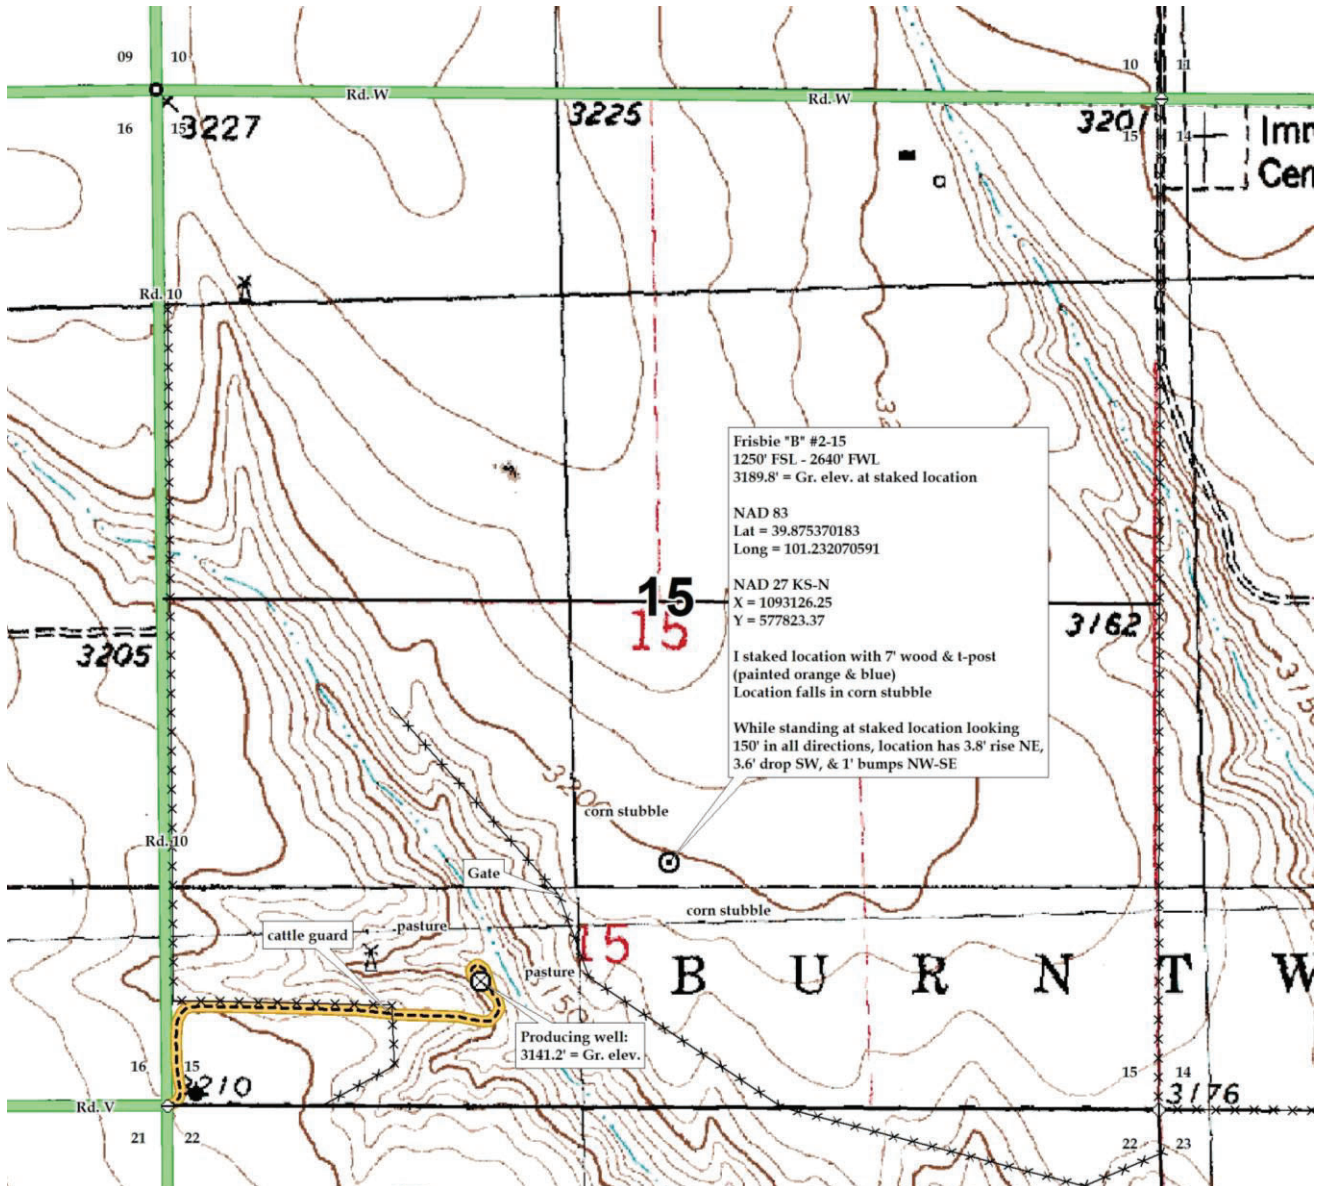 09 10
10 11
Rd. W
Rd. W
16 15
3227
3225
3201
15 14
Imm
Cen
Rd. 10
Frisbie "B" #2-15
1250' FSL - 2640' FWL
3189.8' = Gr. elev. at staked location
NAD 83
Lat = 39.875370183
Long = 101.232070591
NAD 27 KS-N
X = 1093126.25
Y = 577823.37
I staked location with 7' wood & t-post
(painted orange & blue)
Location falls in corn stubble
While standing at staked location looking
150' in all directions, location has 3.8' rise NE,
3.6' drop SW, & 1' bumps NW-SE
15
15
3162
3205
3200
corn stubble
Rd. 10
Gate
corn stubble
pasture
cattle guard
15
pasture
B U R N T W
3150
Producing well:
3141.2' = Gr. elev.
16 15
3210
15 14
3176
Rd. V
21 22
22 23